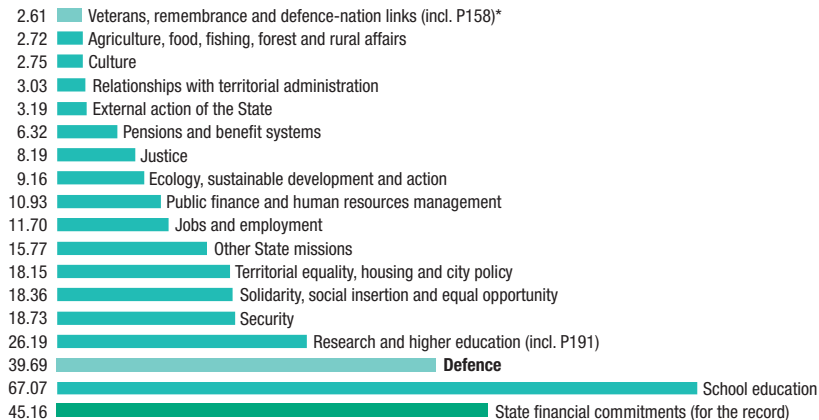 2.61 Veterans, remembrance and defence-nation links (incl. P158)*
2.72 Agriculture, food, fishing, forest and rural affairs
2.75 Culture
3.03 Relationships with territorial administration
3.19 External action of the State
6.32 Pensions and benefit systems
8.19 Justice
9.16 Ecology, sustainable development and action
10.93 Public finance and human resources management
11.70 Jobs and employment
15.77 Other State missions
18.15 Territorial equality, housing and city policy
18.36 Solidarity, social insertion and equal opportunity
18.73 Security
26.19 Research and higher education (incl. P191)
39.69 Defence
67.07 School education
45.16 State financial commitments (for the record)